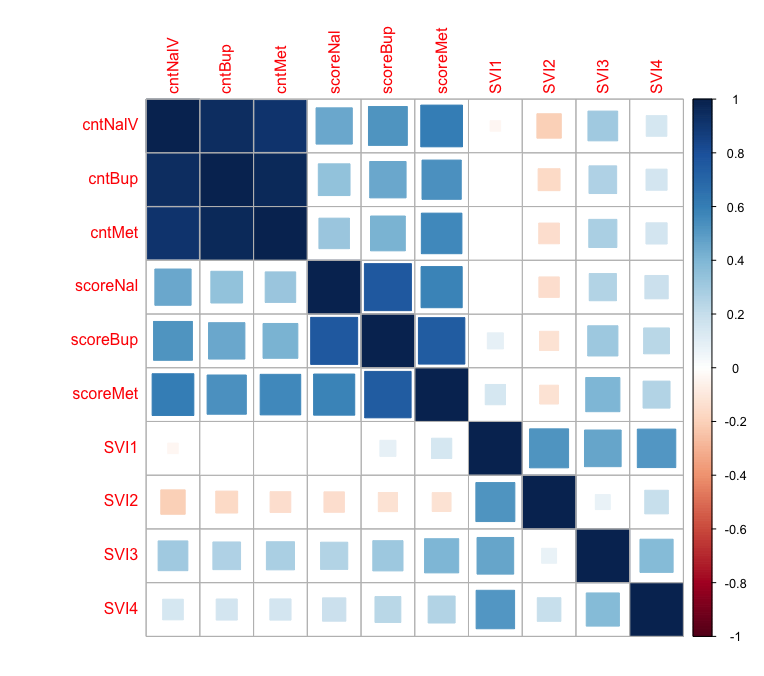 cntNalV
cntBup
cntMet
scoreNal
scoreBup
scoreMet
SVI1
SVI2
SVI3
SVI4
cntNalV
cntBup
cntMet
scoreNal
scoreBup
scoreMet
SVI1
SVI2
SVI3
SVI4
1
0.8
0.6
0.4
0.2
0
-0.2
-0.4
-0.6
-0.8
-1